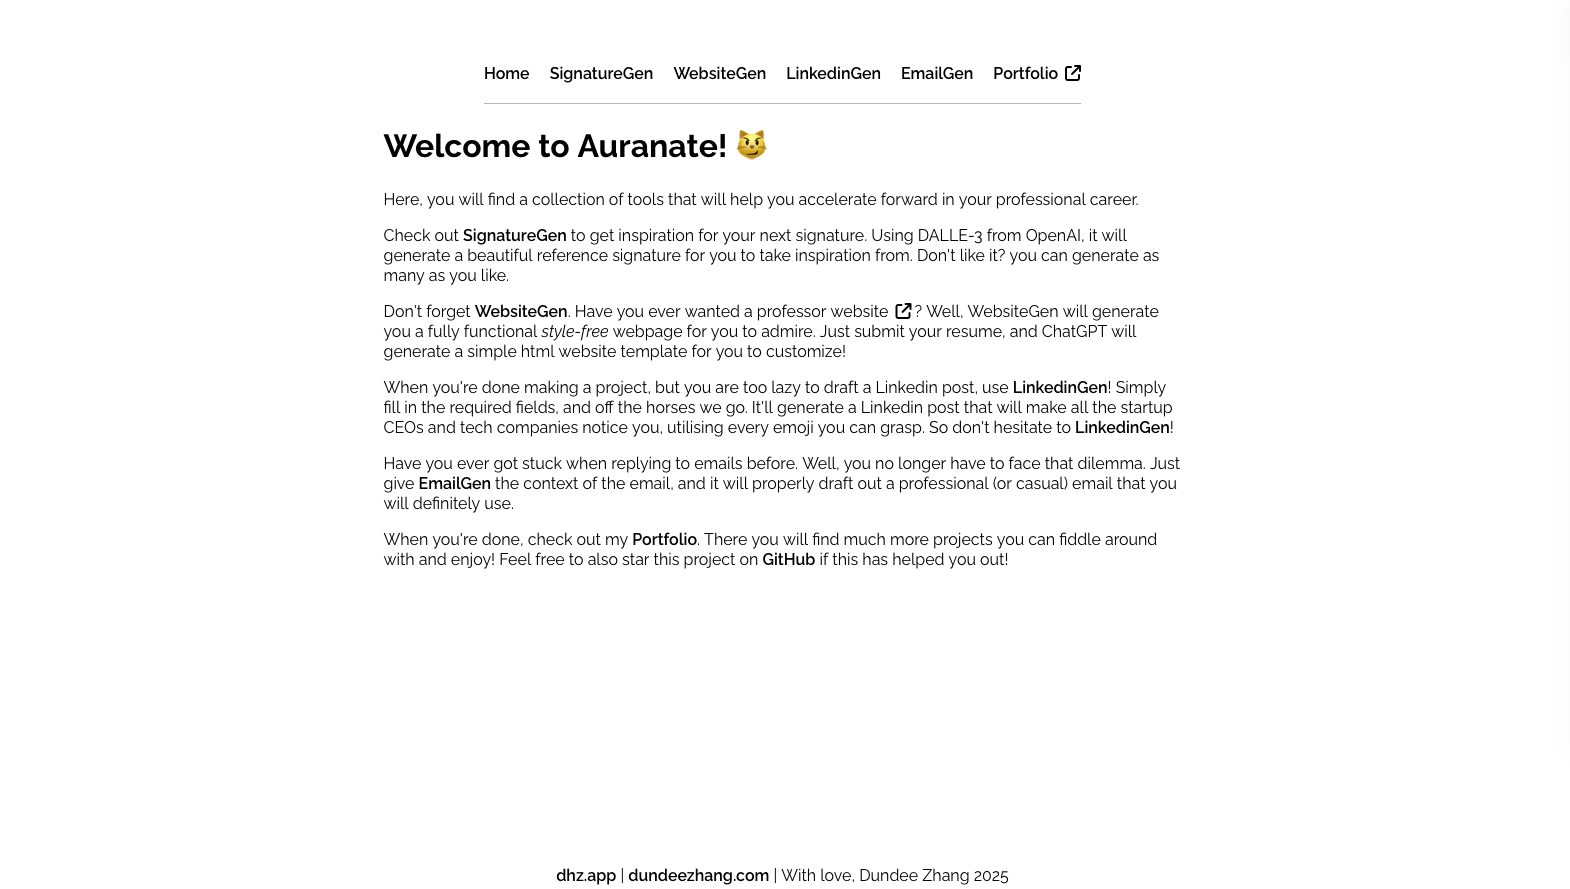 Home SignatureGen WebsiteGen LinkedinGen EmailGen Portfolio
Welcome to Auranate! 😼
Here, you will find a collection of tools that will help you accelerate forward in your professional career.
Check out SignatureGen to get inspiration for your next signature. Using DALLE-3 from OpenAI, it will
generate a beautiful reference signature for you to take inspiration from. Don't like it? you can generate as
many as you like.
Don't forget WebsiteGen. Have you ever wanted a professor website ? Well, WebsiteGen will generate
you a fully functional style-free webpage for you to admire. Just submit your resume, and ChatGPT will
generate a simple html website template for you to customize!
When you're done making a project, but you are too lazy to draft a Linkedin post, use LinkedinGen! Simply
fill in the required fields, and off the horses we go. It'll generate a Linkedin post that will make all the startup
CEOs and tech companies notice you, utilising every emoji you can grasp. So don't hesitate to LinkedinGen!
Have you ever got stuck when replying to emails before. Well, you no longer have to face that dilemma. Just
give EmailGen the context of the email, and it will properly draft out a professional (or casual) email that you
will definitely use.
When you're done, check out my Portfolio. There you will find much more projects you can fiddle around
with and enjoy! Feel free to also star this project on GitHub if this has helped you out!
dhz.app | dundeezhang.com | With love, Dundee Zhang 2025